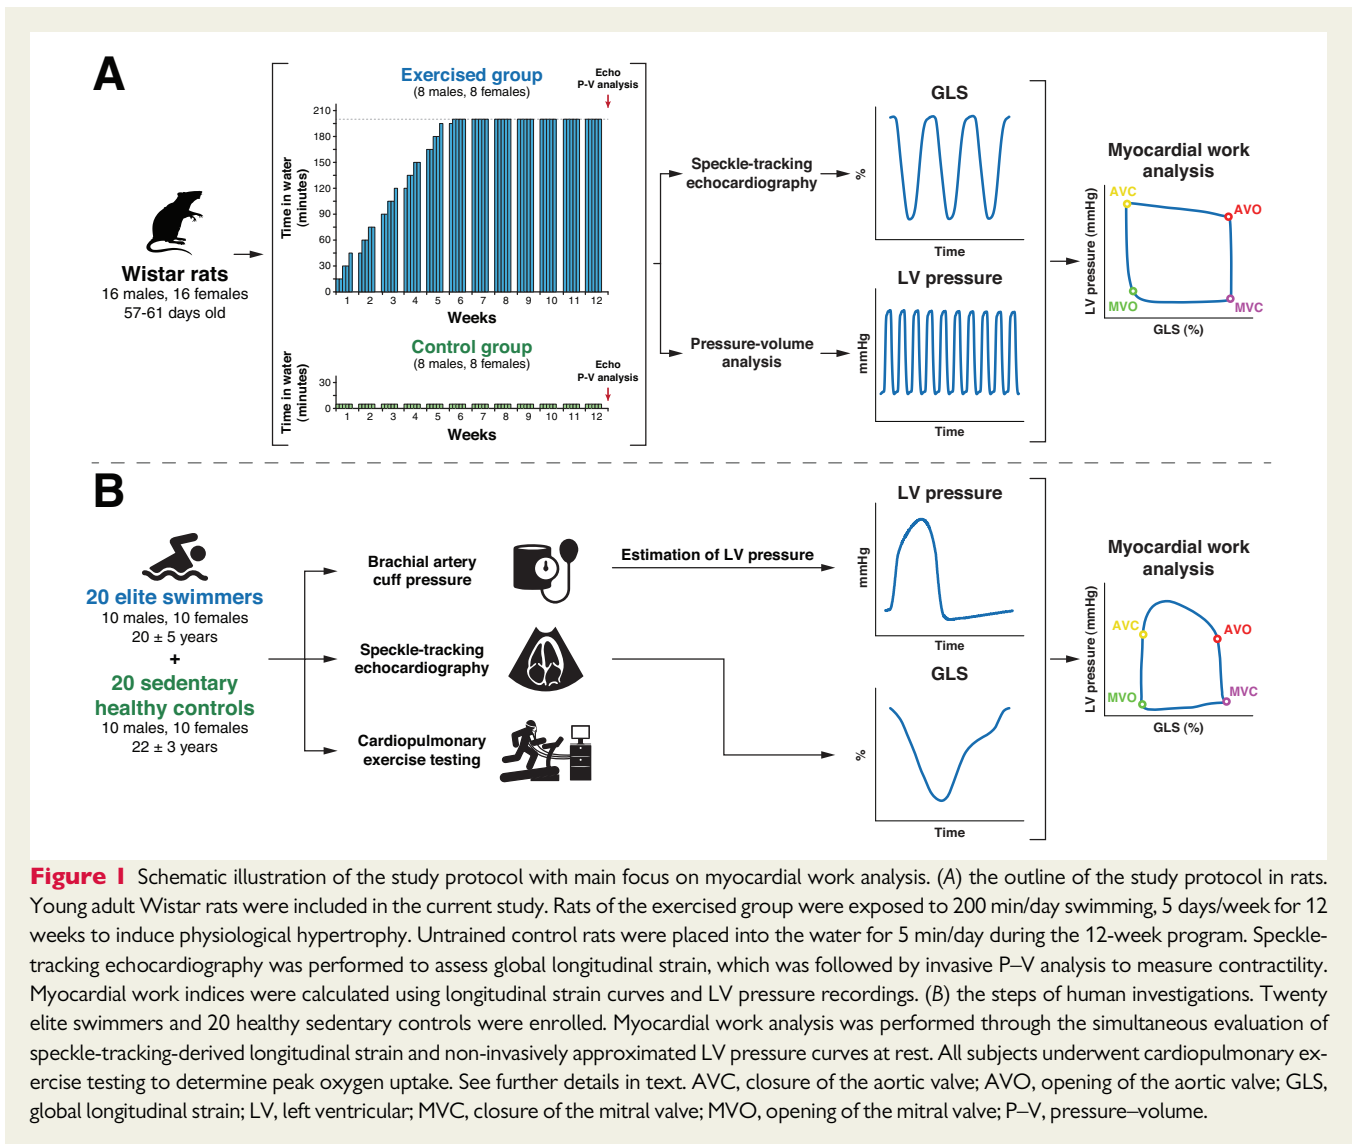 A
Wistar rats
16 males, 16 females
57-61 days old
Exercised group
(8 males, 8 females)
Echo
P-V analysis
Time in water
(minutes)
210
180
150
120
90
60
30
0
1 2 3 4 5 6 7 8 9 10 11 12
Weeks
Control group
(8 males, 8 females)
Echo
P-V analysis
Time in water
(minutes)
30
0
1 2 3 4 5 6 7 8 9 10 11 12
Weeks
Speckle-tracking
echocardiography
Pressure-volume
analysis
GLS
%
Time
LV pressure
mmHg
Time
Myocardial work
analysis
LV pressure (mmHg)
AVC
AVO
MVO
MVC
GLS (%)
B
20 elite swimmers
10 males, 10 females
20 ± 5 years
+
20 sedentary
healthy controls
10 males, 10 females
22 ± 3 years
Brachial artery
cuff pressure
Speckle-tracking
echocardiography
Cardiopulmonary
exercise testing
Estimation of LV pressure
LV pressure
mmHg
Time
GLS
%
Time
Myocardial work
analysis
LV pressure (mmHg)
AVC
AVO
MVO
MVC
GLS (%)
Figure 1 Schematic illustration of the study protocol with main focus on myocardial work analysis. (A) the outline of the study protocol in rats.
Young adult Wistar rats were included in the current study. Rats of the exercised group were exposed to 200 min/day swimming, 5 days/week for 12
weeks to induce physiological hypertrophy. Untrained control rats were placed into the water for 5 min/day during the 12-week program. Speckle-
tracking echocardiography was performed to assess global longitudinal strain, which was followed by invasive P–V analysis to measure contractility.
Myocardial work indices were calculated using longitudinal strain curves and LV pressure recordings. (B) the steps of human investigations. Twenty
elite swimmers and 20 healthy sedentary controls were enrolled. Myocardial work analysis was performed through the simultaneous evaluation of
speckle-tracking-derived longitudinal strain and non-invasively approximated LV pressure curves at rest. All subjects underwent cardiopulmonary ex-
ercise testing to determine peak oxygen uptake. See further details in text. AVC, closure of the aortic valve; AVO, opening of the aortic valve; GLS,
global longitudinal strain; LV, left ventricular; MVC, closure of the mitral valve; MVO, opening of the mitral valve; P–V, pressure–volume.